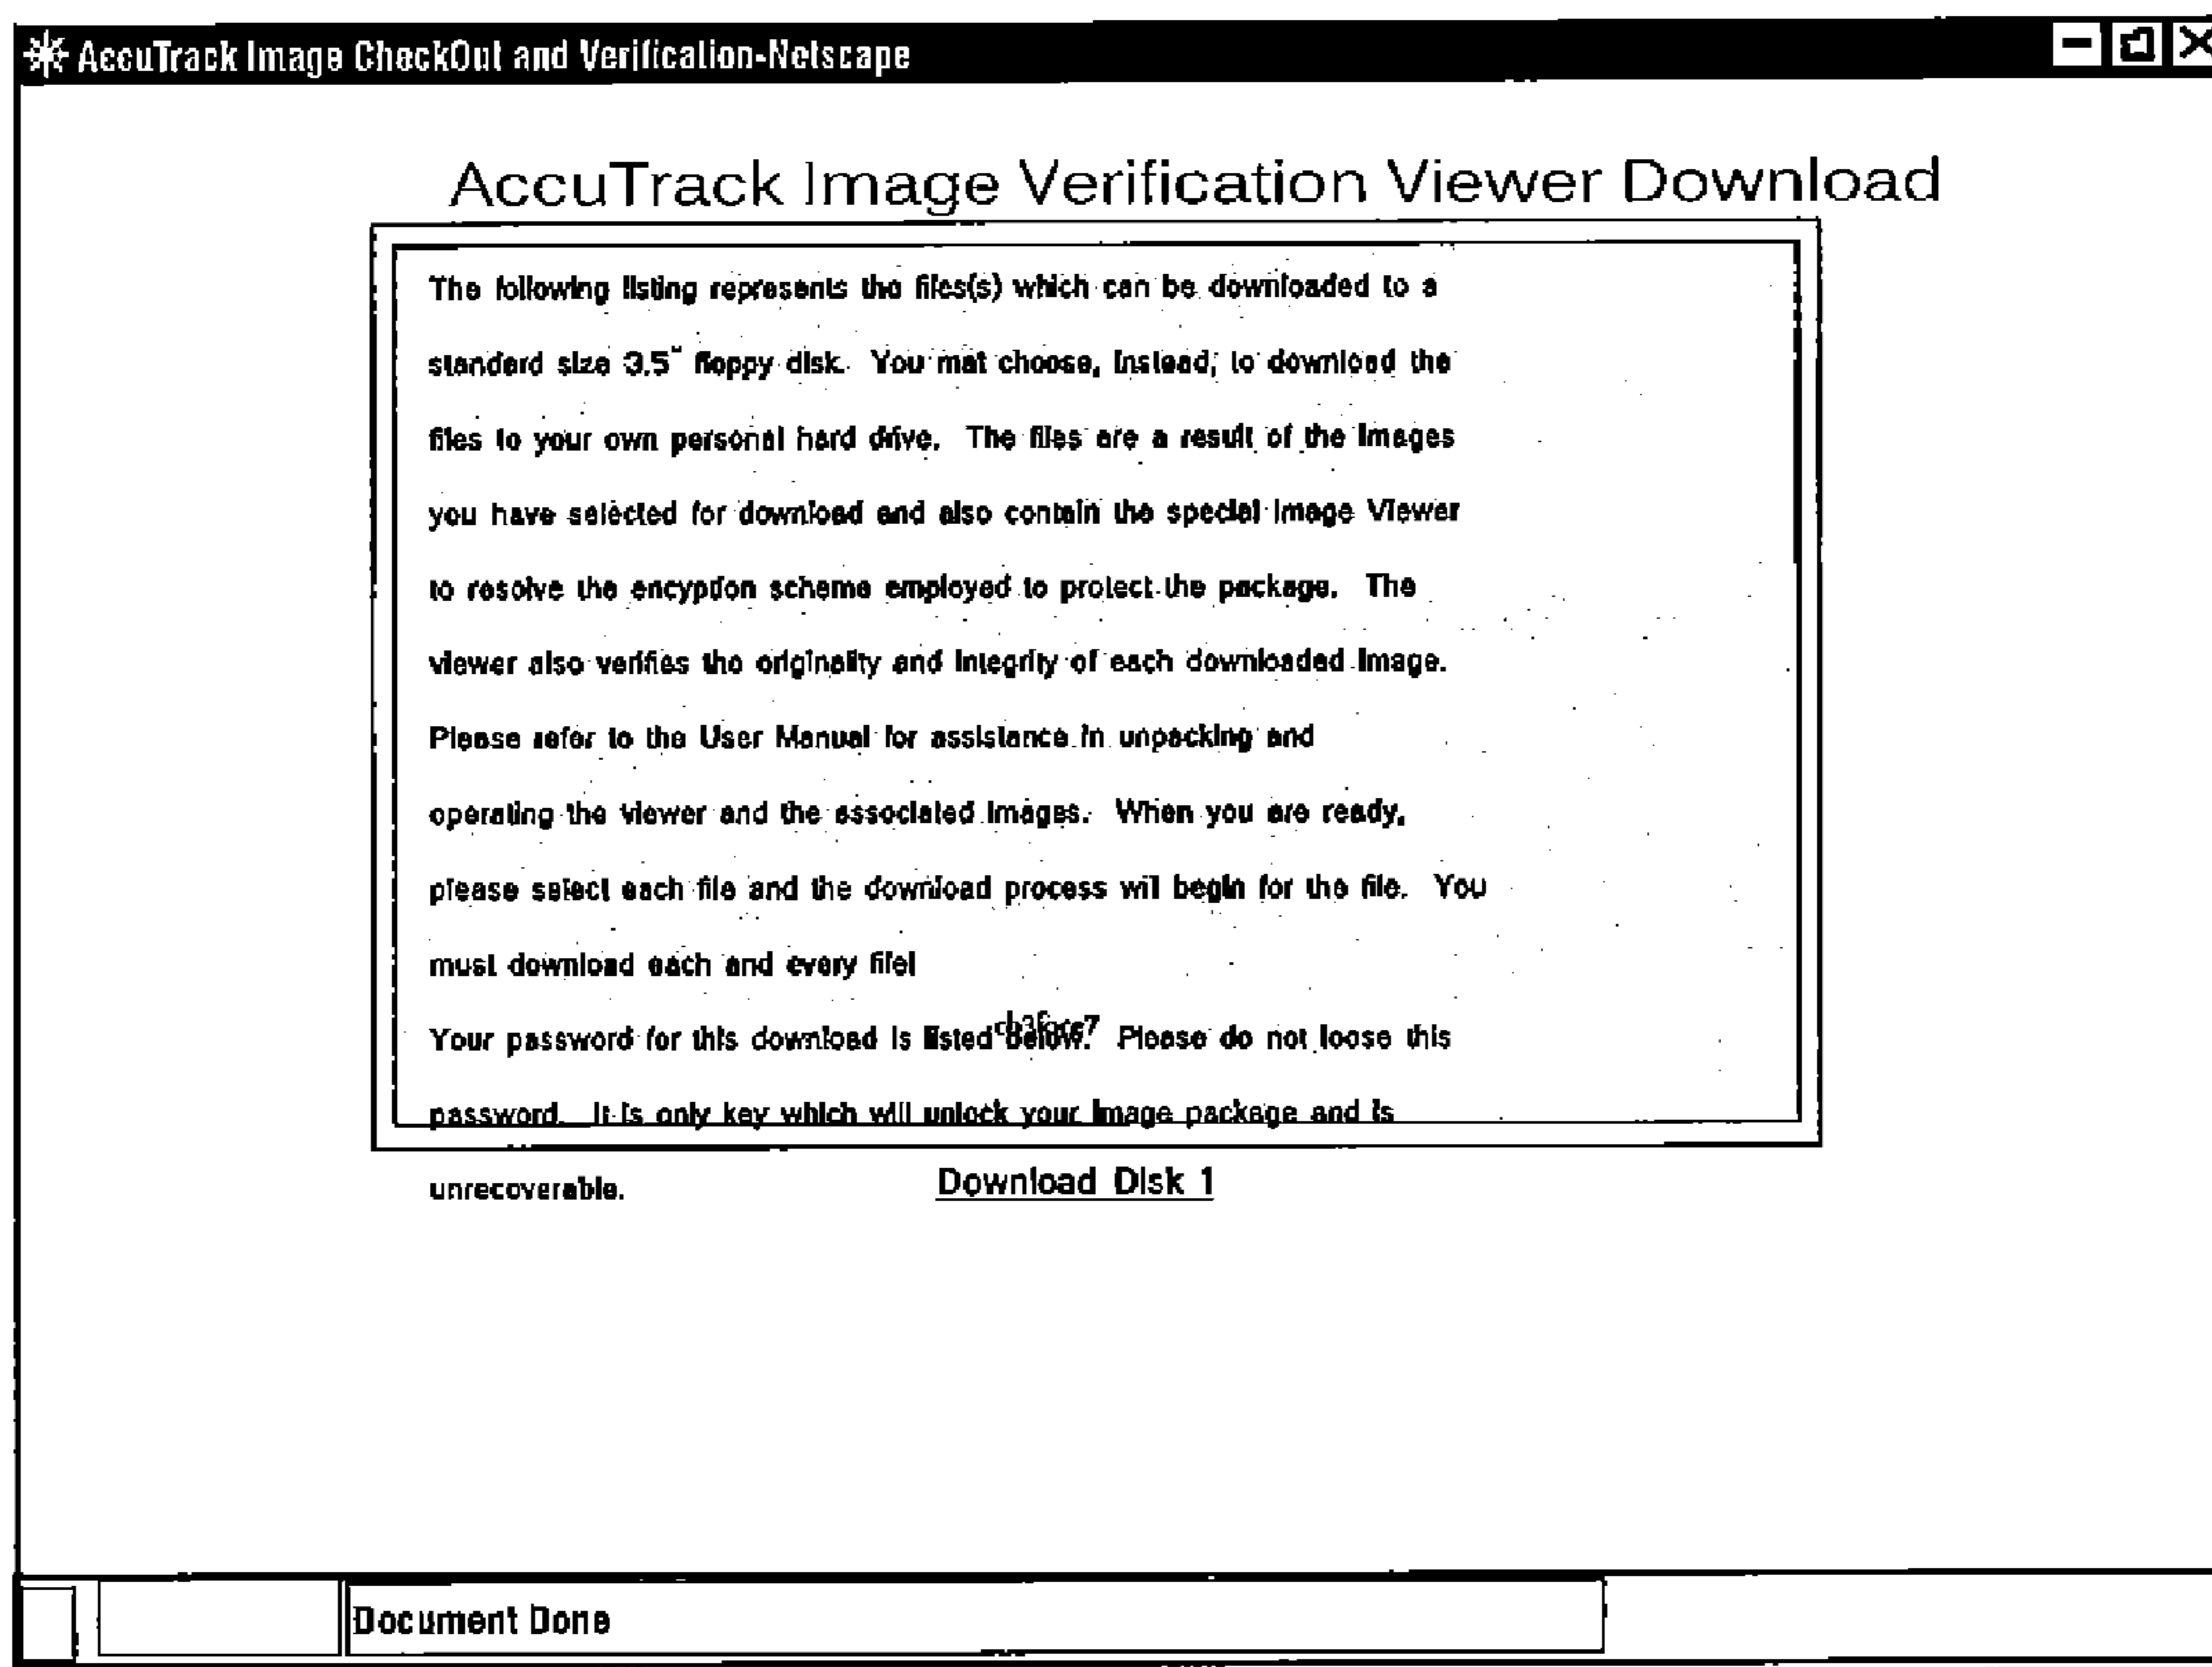 AccuTrack Image CheckOut and Verification-Netscape
AccuTrack Image Verification Viewer Download
The following listing represents the files(s) which can be downloaded to a
standard size 3.5" floppy disk. You mat choose, instead, to download the
files to your own personal hard drive. The files are a result of the images
you have selected for download and also contain the special Image Viewer
to resolve the encyption scheme employed to protect the package. The
viewer also verifies the originality and integrity of each downloaded image.
Please refer to the User Manual for assistance in unpacking and
operating the viewer and the associated images. When you are ready,
please select each file and the download process will begin for the file. You
must download each and every file!
Your password for this download is listed below. Please do not loose this
password. It is only key which will unlock your image package and is
unrecoverable.
Download Disk 1
Document Done